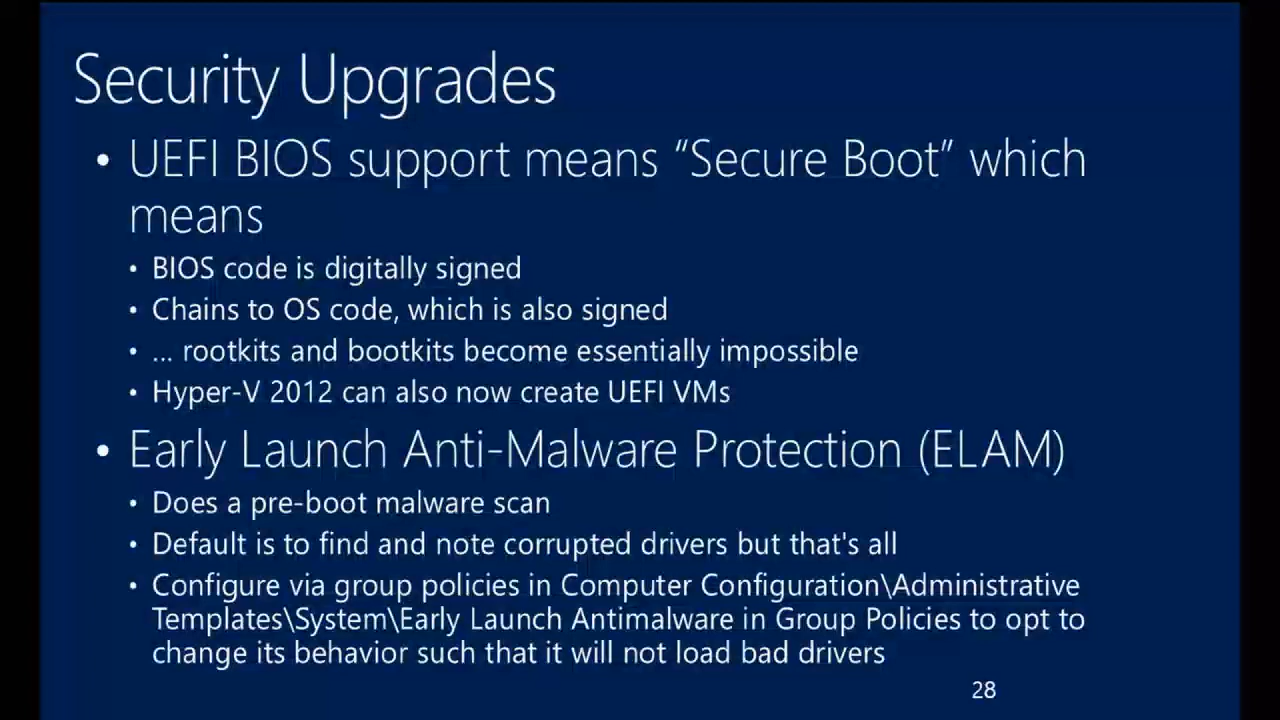 Security Upgrades
• UEFI BIOS support means “Secure Boot” which
means
• BIOS code is digitally signed
• Chains to OS code, which is also signed
• ... rootkits and bootkits become essentially impossible
• Hyper-V 2012 can also now create UEFI VMs
• Early Launch Anti-Malware Protection (ELAM)
• Does a pre-boot malware scan
• Default is to find and note corrupted drivers but that's all
• Configure via group policies in Computer Configuration\Administrative
Templates\System\Early Launch Antimalware in Group Policies to opt to
change its behavior such that it will not load bad drivers
28